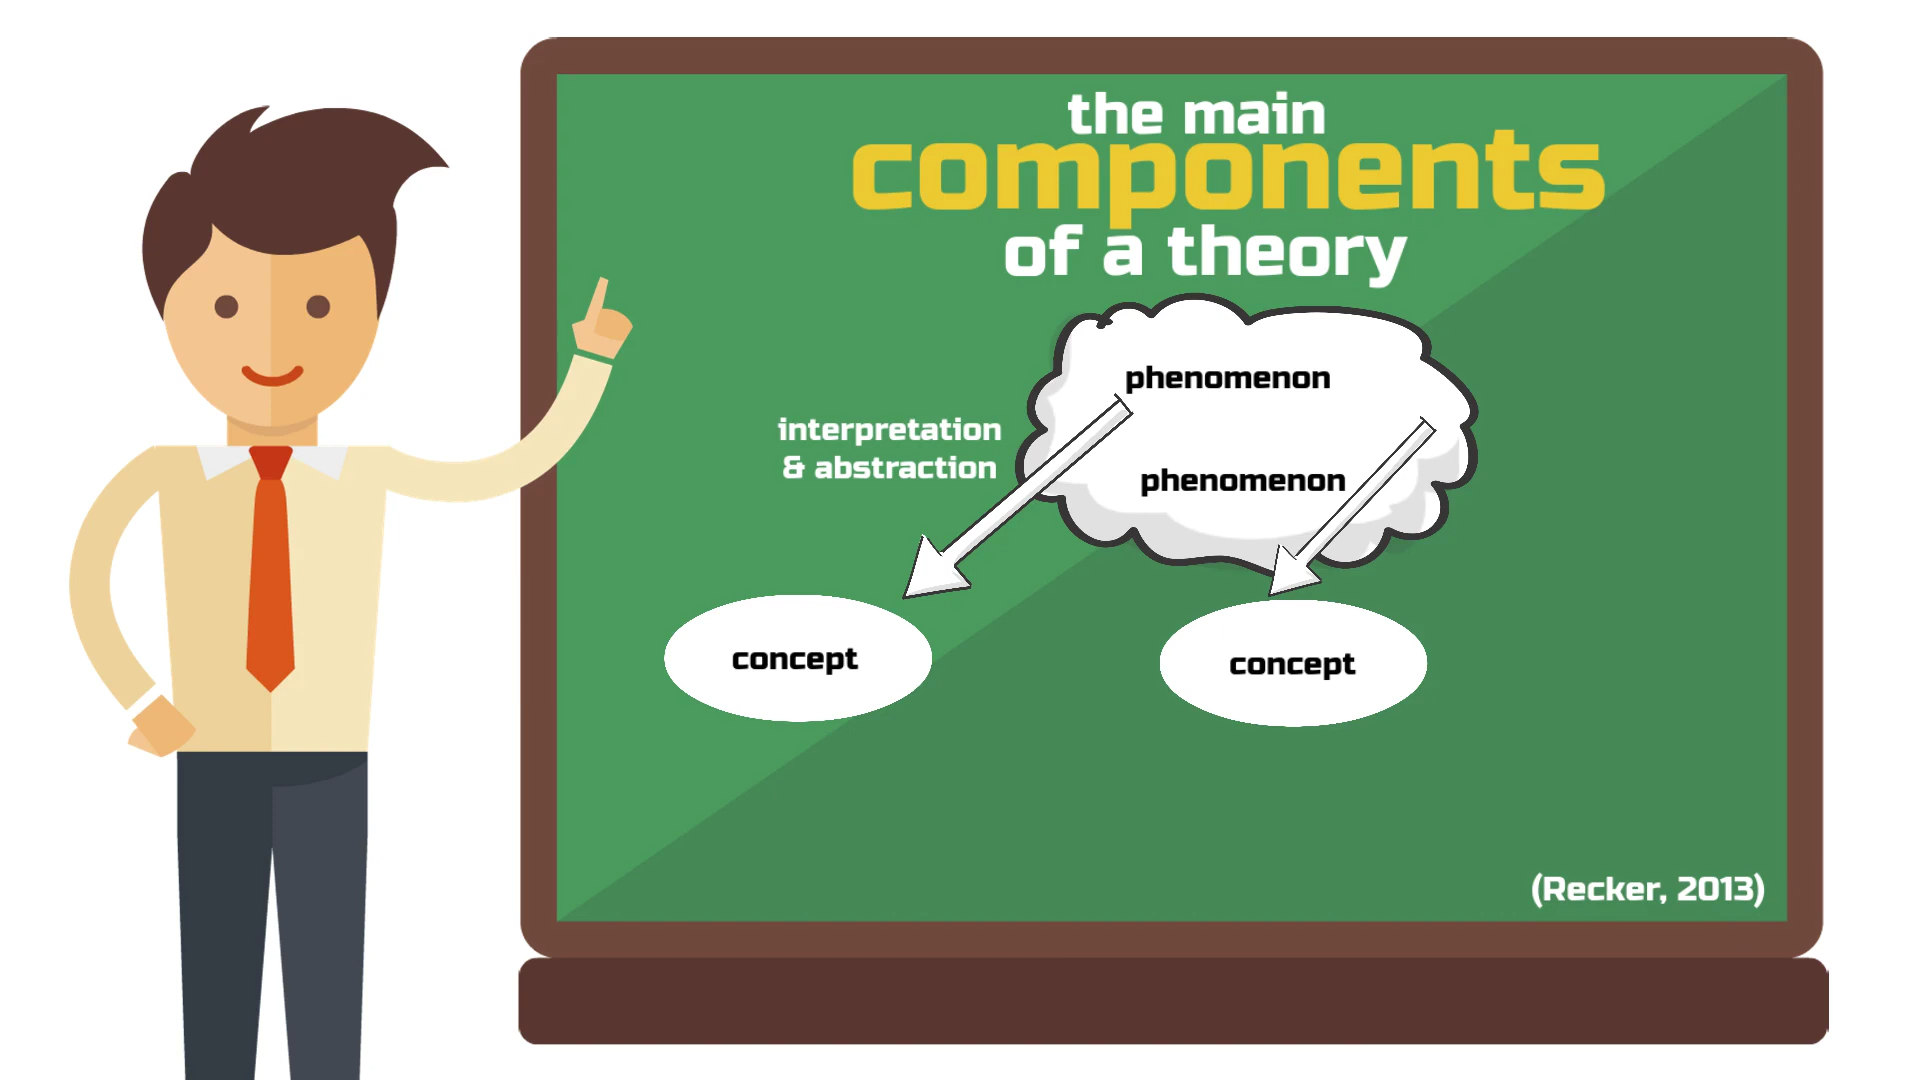 the main
components
of a theory
phenomenon
interpretation
& abstraction
phenomenon
concept
concept
(Recker, 2013)